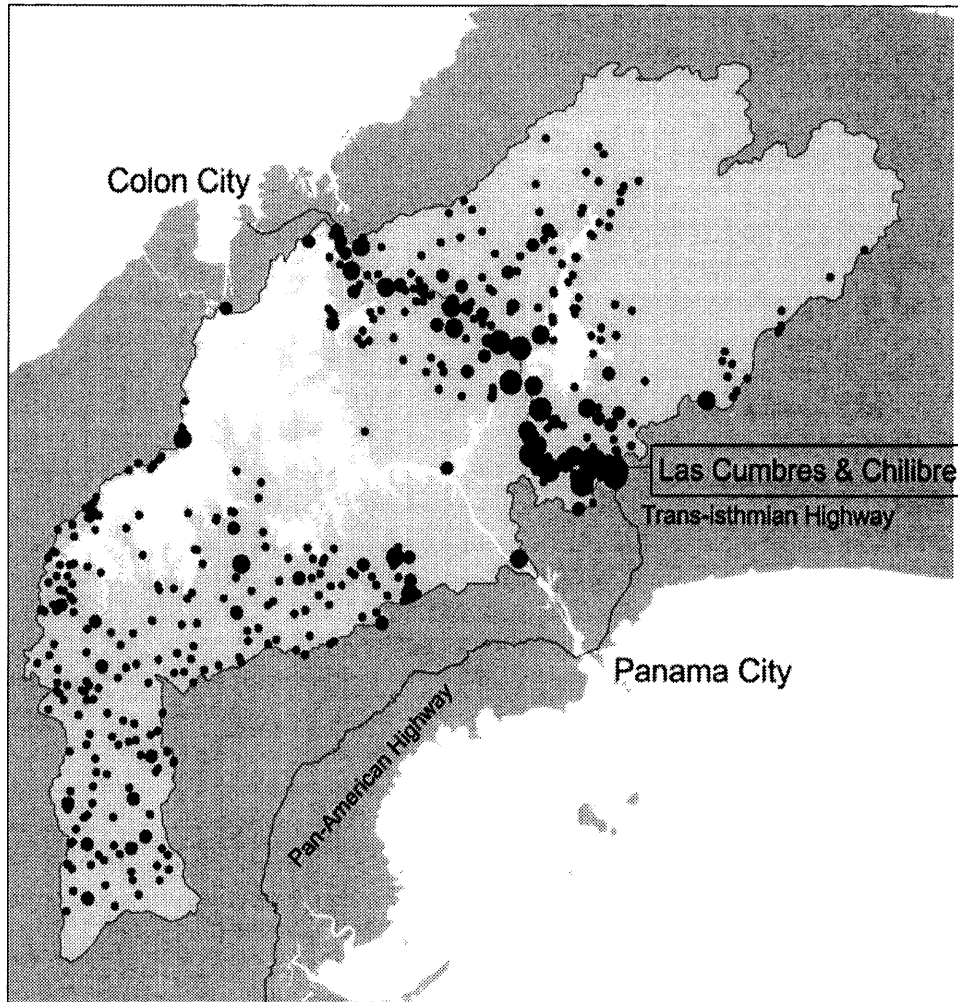 Colon City
Las Cumbres & Chilibre
Trans-isthmian Highway
Panama City
Pan-American Highway